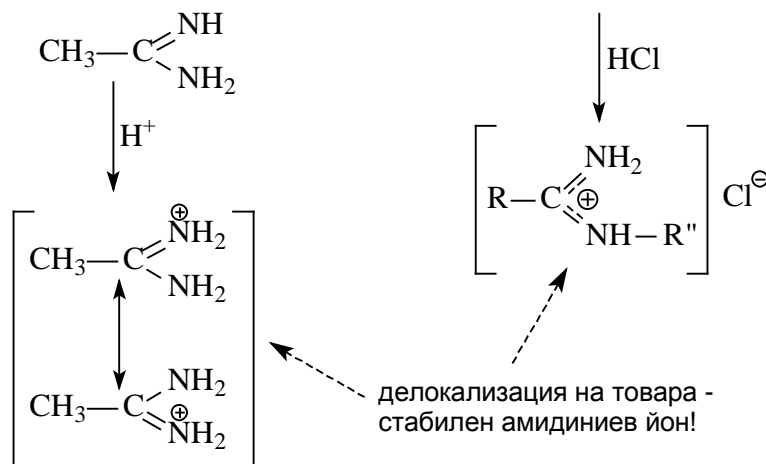 NH
CH3—C
NH2
H+
HCl
NH2
R—C ⊕
NH—R"
Cl⊖
⊕
NH2
CH3—C
NH2
NH2
CH3—C ⊕
NH2
делокализация на товара -
стабилен амидиниев йон!